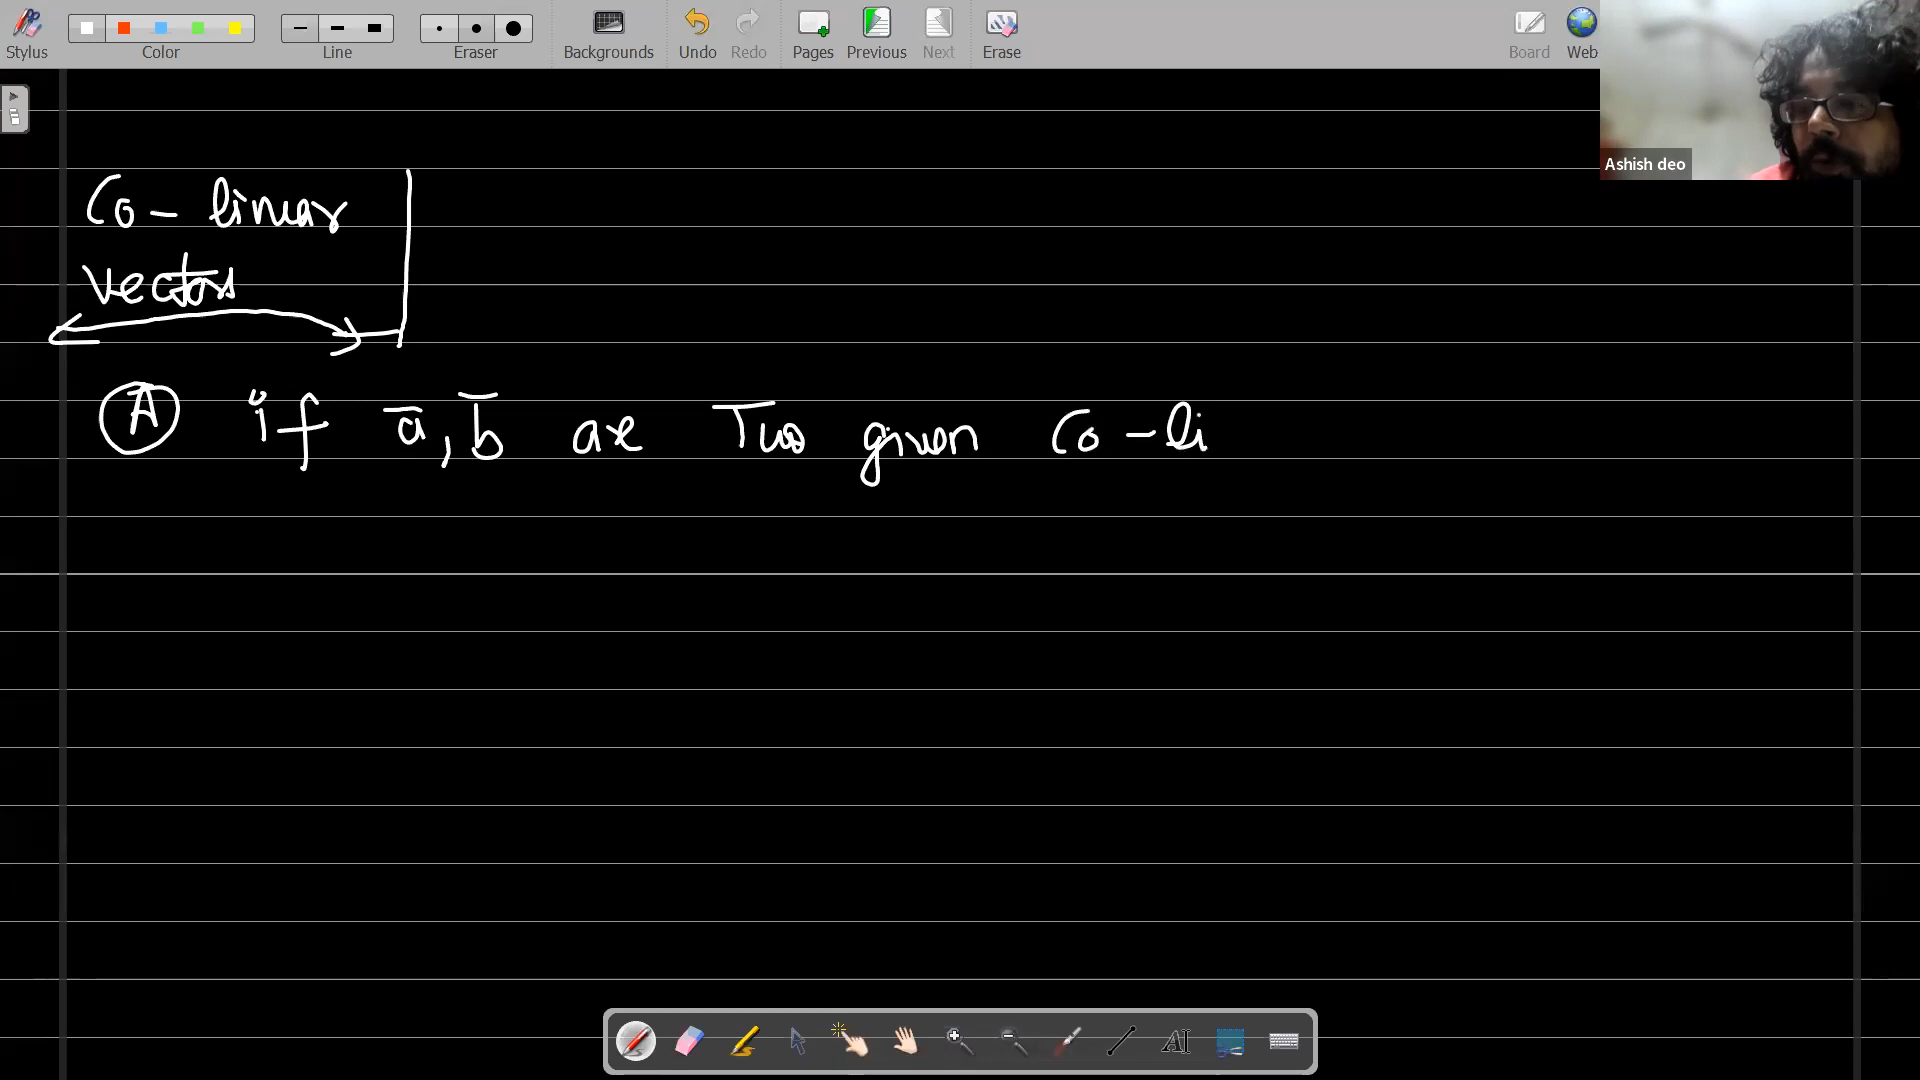 Stylus Color Line Eraser Backgrounds Undo Redo Pages Previous Next Erase Board Web
Ashish deo
Co - linear
vectors
A if a̅, b̅ are Two given Co - li